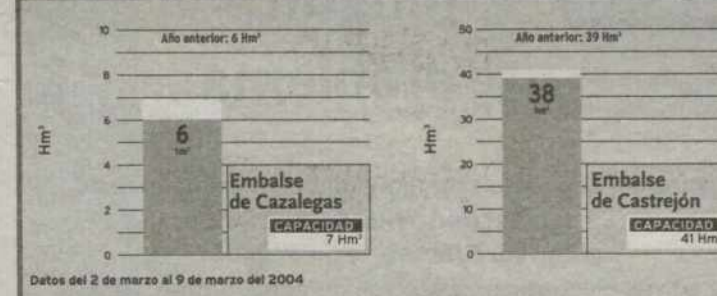 Año anterior: 6 Hm³
10
8
6
4
2
0
Hm³
6
hm³
Embalse
de Cazalegas
CAPACIDAD
7 Hm³
Año anterior: 39 Hm³
50
40
30
20
10
0
Hm³
38
hm³
Embalse
de Castrejón
CAPACIDAD
41 Hm
Datos del 2 de marzo al 9 de marzo del 2004